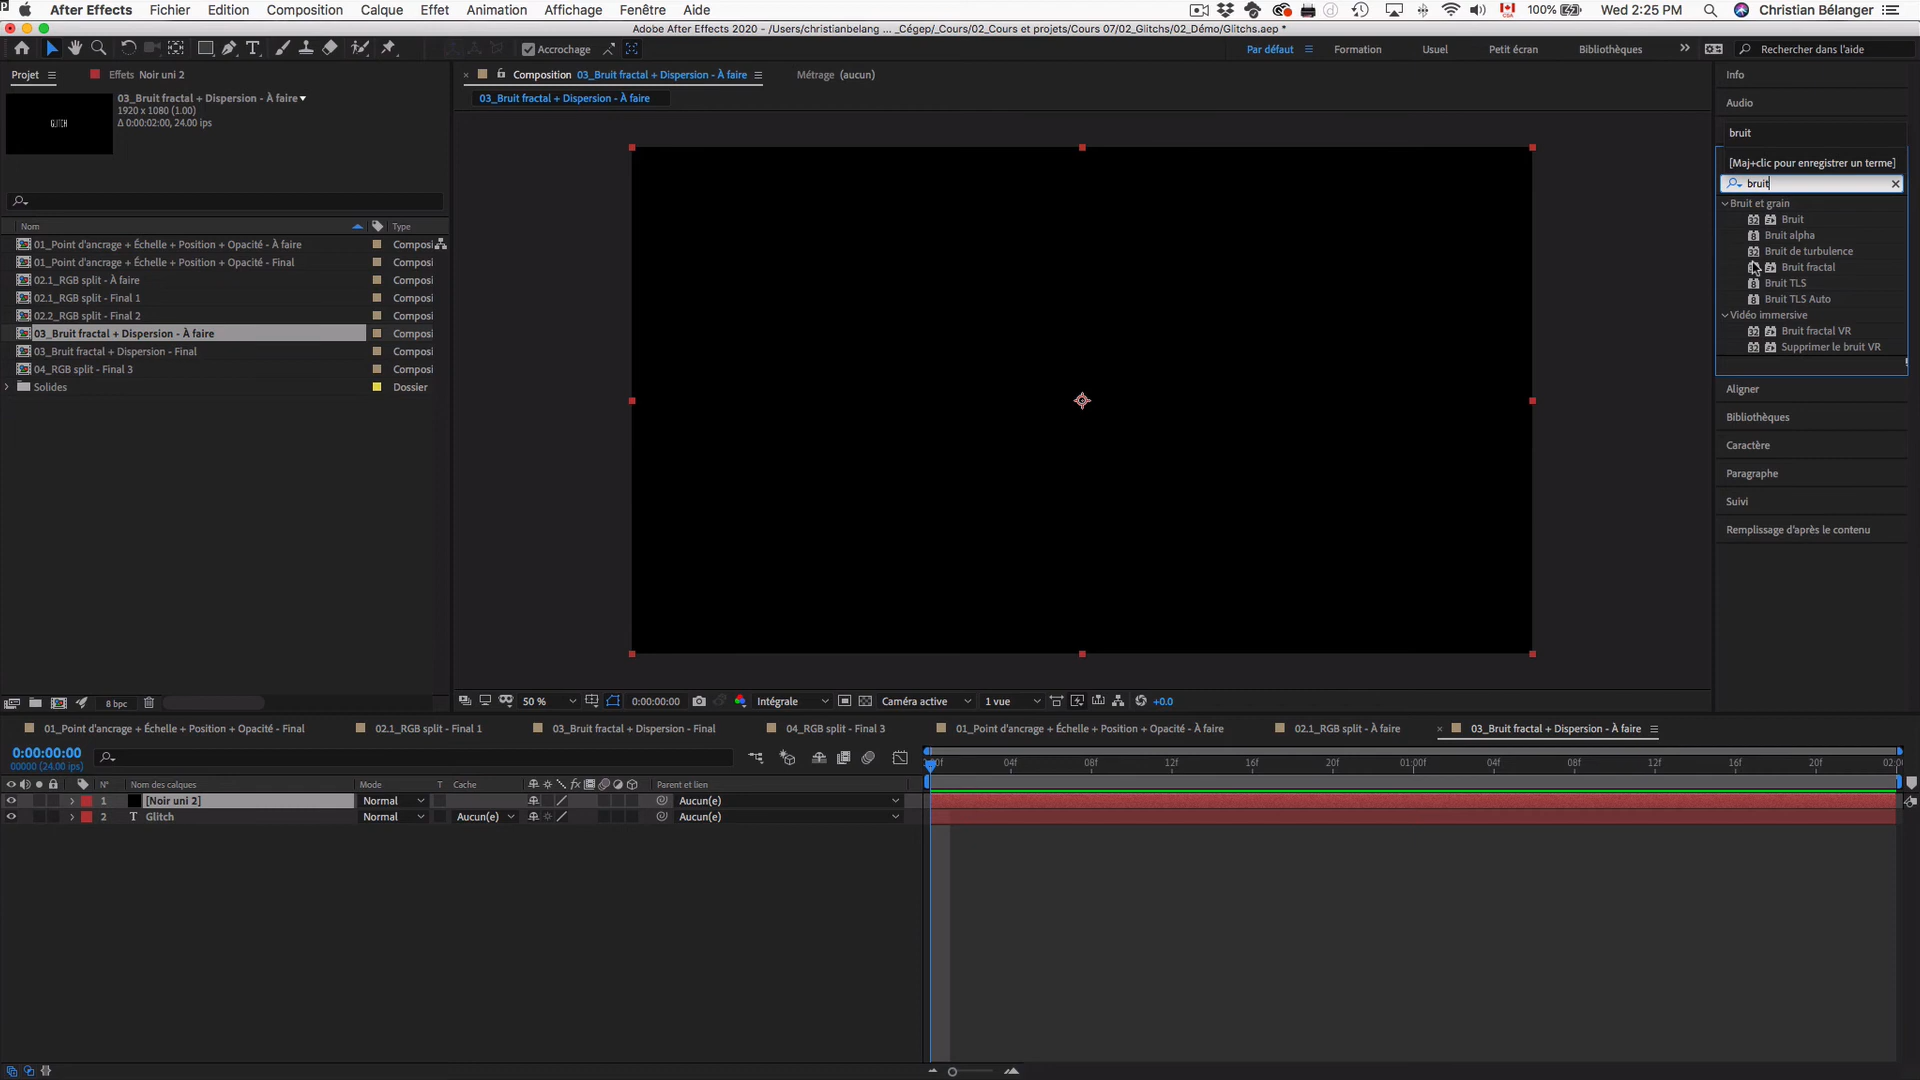 After Effects Fichier Edition Composition Calque Effet Animation Affichage Fenêtre Aide 100% Wed 2:25 PM Christian Bélanger
Adobe After Effects 2020 - /Users/christianbelang ... _Cégep/_Cours/02_Cours et projets/Cours 07/02_Glitchs/02_Démo/Glitchs.aep *
Accrochage Par défaut Formation Usuel Petit écran Bibliothèques Rechercher dans l'aide
Projet Effets Noir uni 2
Composition 03_Bruit fractal + Dispersion - À faire Métrage (aucun)
03_Bruit fractal + Dispersion - À faire
03_Bruit fractal + Dispersion - À faire
1920 x 1080 (1.00)
Δ 0:00:02:00, 24.00 ips
GLITCH
Nom Type
01_Point d'ancrage + Échelle + Position + Opacité - À faire Composi
01_Point d'ancrage + Échelle + Position + Opacité - Final Composi
02.1_RGB split - À faire Composi
02.1_RGB split - Final 1 Composi
02.2_RGB split - Final 2 Composi
03_Bruit fractal + Dispersion - À faire Composi
03_Bruit fractal + Dispersion - Final Composi
04_RGB split - Final 3 Composi
Solides Dossier
8 bpc
50 % 0:00:00:00 Intégrale Caméra active 1 vue +0.0
Info
Audio
bruit
[Maj+clic pour enregistrer un terme]
bruit
Bruit et grain
32 Bruit
8 Bruit alpha
32 Bruit de turbulence
Bruit fractal
8 Bruit TLS
8 Bruit TLS Auto
Vidéo immersive
32 Bruit fractal VR
32 Supprimer le bruit VR
Aligner
Bibliothèques
Caractère
Paragraphe
Suivi
Remplissage d'après le contenu
01_Point d'ancrage + Échelle + Position + Opacité - Final 02.1_RGB split - Final 1 03_Bruit fractal + Dispersion - Final 04_RGB split - Final 3 01_Point d'ancrage + Échelle + Position + Opacité - À faire 02.1_RGB split - À faire 03_Bruit fractal + Dispersion - À faire
0:00:00:00
00000 (24.00 ips)
04f 08f 12f 16f 20f 01:00f 04f 08f 12f 16f 20f
N° Nom des calques Mode T Cache fx Parent et lien
1 [Noir uni 2] Normal Aucun(e)
2 T Glitch Normal Aucun(e) Aucun(e)